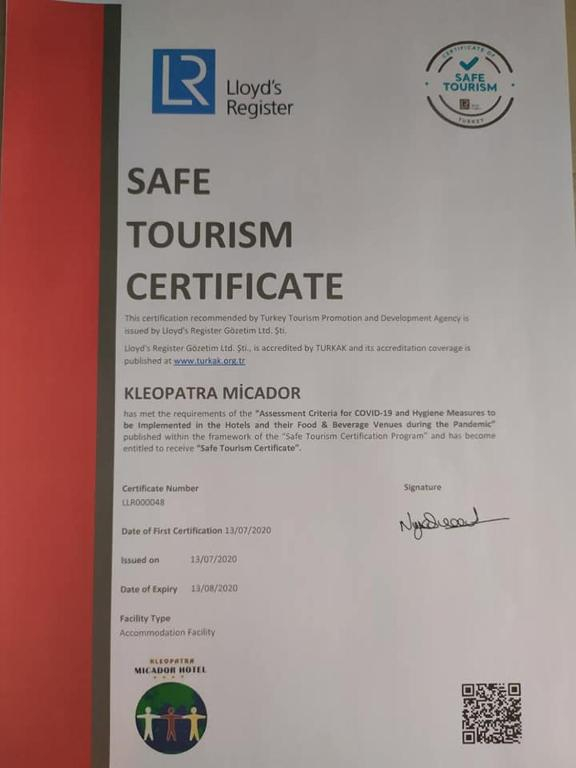 LR
Lloyd's
Register
CERTIFICATE OF
SAFE
TOURISM
TURKEY
SAFE
TOURISM
CERTIFICATE
This certification recommended by Turkey Tourism Promotion and Development Agency is
issued by Lloyd's Register Gözetim Ltd. Şti.
Lloyd's Register Gözetim Ltd. Şti., is accredited by TURKAK and its accreditation coverage is
published at www.turkak.org.tr
KLEOPATRA MİCADOR
has met the requirements of the "Assessment Criteria for COVID-19 and Hygiene Measures to
be Implemented in the Hotels and their Food & Beverage Venues during the Pandemic"
published within the framework of the "Safe Tourism Certification Program" and has become
entitled to receive "Safe Tourism Certificate".
Certificate Number
LLR000048
Signature
Date of First Certification 13/07/2020
Issued on 13/07/2020
Date of Expiry 13/08/2020
Facility Type
Accommodation Facility
KLEOPATRA
MICADOR HOTEL